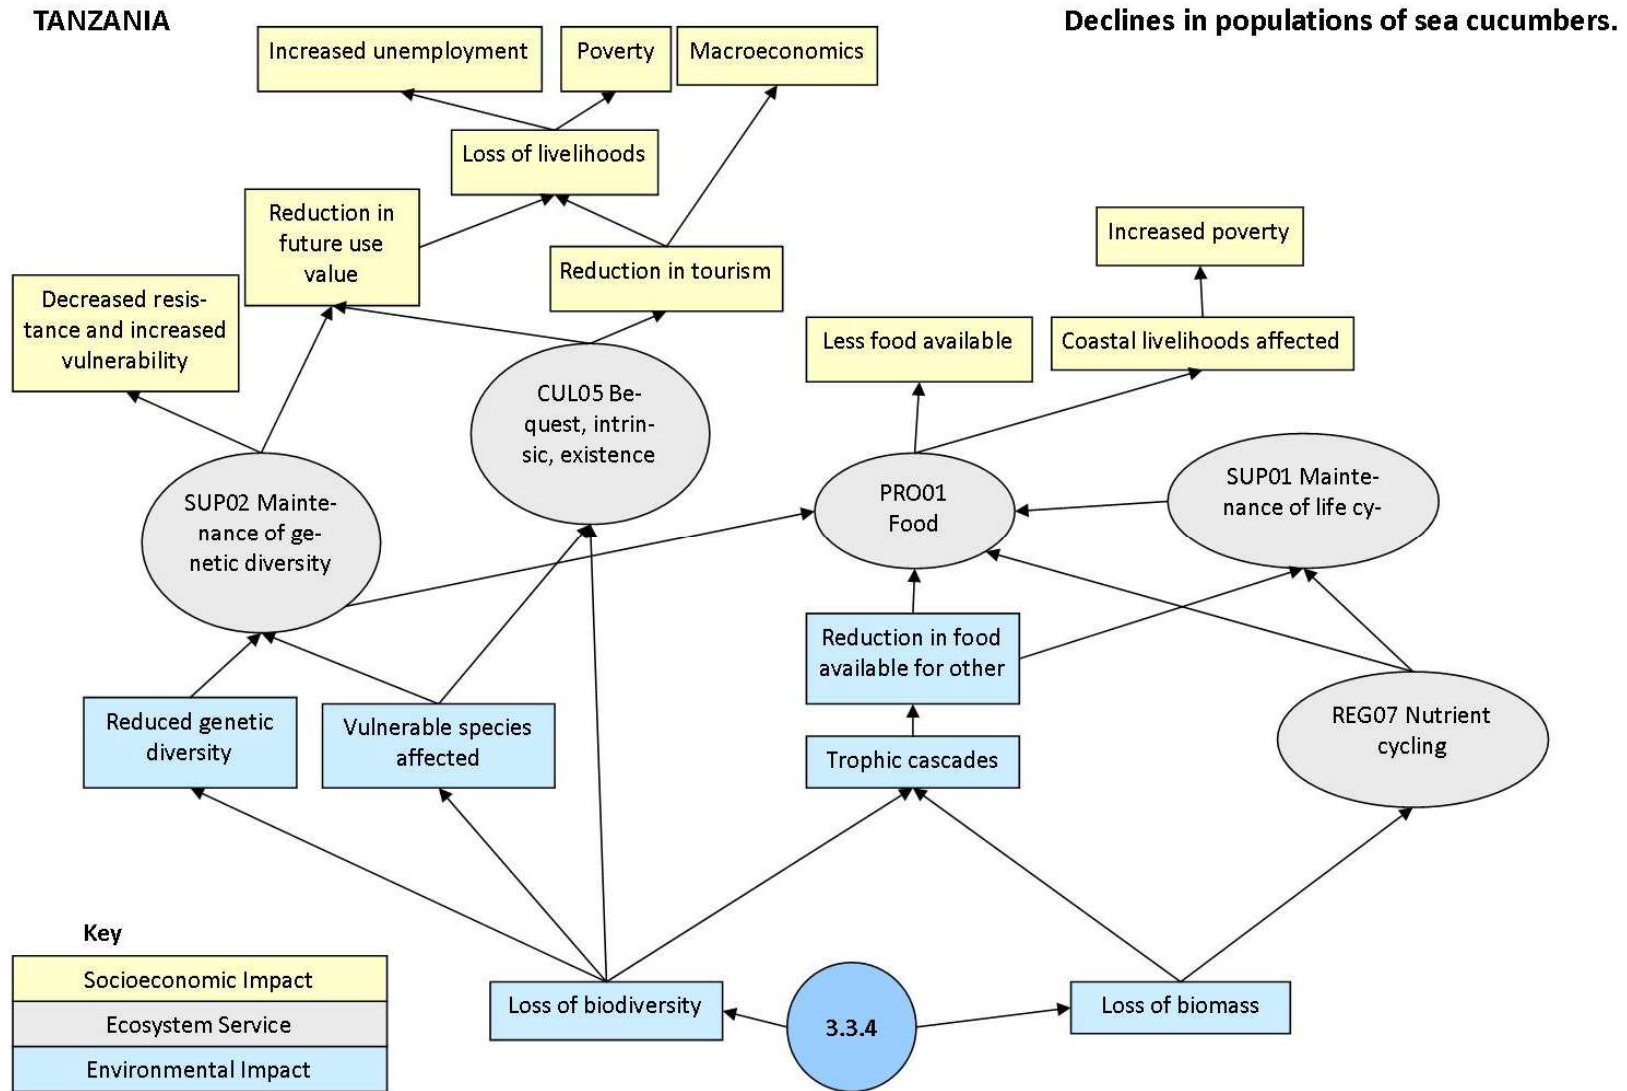 TANZANIA
Declines in populations of sea cucumbers.
Increased unemployment
Poverty
Macroeconomics
Loss of livelihoods
Reduction in
future use
value
Increased poverty
Reduction in tourism
Decreased resis-
tance and increased
vulnerability
Less food available
Coastal livelihoods affected
CUL05 Be-
quest, intrin-
sic, existence
SUP02 Mainte-
nance of ge-
netic diversity
PRO01
Food
SUP01 Mainte-
nance of life cy-
Reduction in food
available for other
Reduced genetic
diversity
Vulnerable species
affected
Trophic cascades
REG07 Nutrient
cycling
Key
Socioeconomic Impact
Ecosystem Service
Environmental Impact
Loss of biodiversity
3.3.4
Loss of biomass